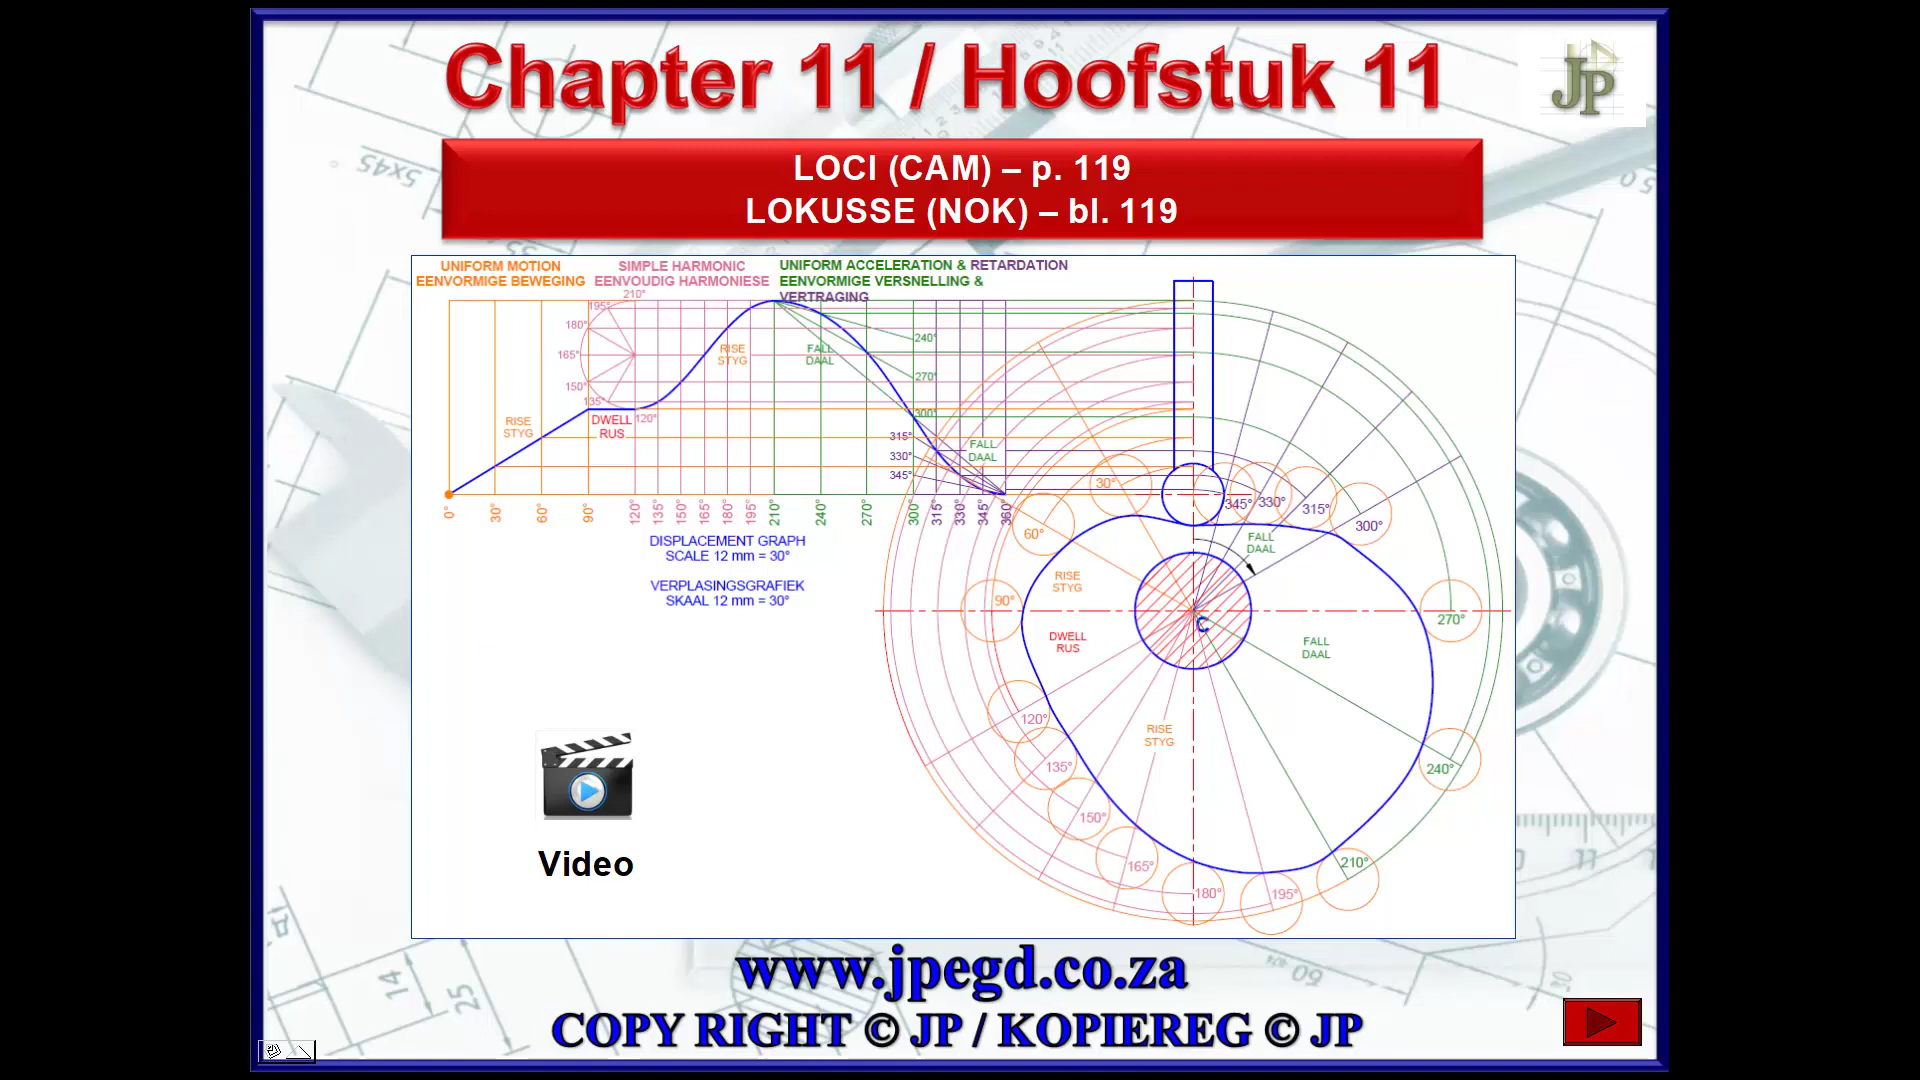 Chapter 11 / Hoofstuk 11
JP
LOCI (CAM) – p. 119
LOKUSSE (NOK) – bl. 119
UNIFORM MOTION
EENVORMIGE BEWEGING
SIMPLE HARMONIC
EENVOUDIG HARMONIESE
UNIFORM ACCELERATION & RETARDATION
EENVORMIGE VERSNELLING &
VERTRAGING
210°
195°
180°
165°
150°
135°
120°
RISE
STYG
DWELL
RUS
RISE
STYG
FALL
DAAL
240°
270°
300°
315°
330°
345°
FALL
DAAL
0°
30°
60°
90°
120°
135°
150°
165°
180°
195°
210°
240°
270°
300°
315°
330°
345°
360°
DISPLACEMENT GRAPH
SCALE 12 mm = 30°
VERPLASINGSGRAFIEK
SKAAL 12 mm = 30°
30°
60°
90°
120°
135°
150°
165°
180°
195°
210°
240°
270°
300°
315°
330°
345°
RISE
STYG
DWELL
RUS
RISE
STYG
FALL
DAAL
FALL
DAAL
C
Video
5x45
14
25
www.jpegd.co.za
COPY RIGHT © JP / KOPIEREG © JP